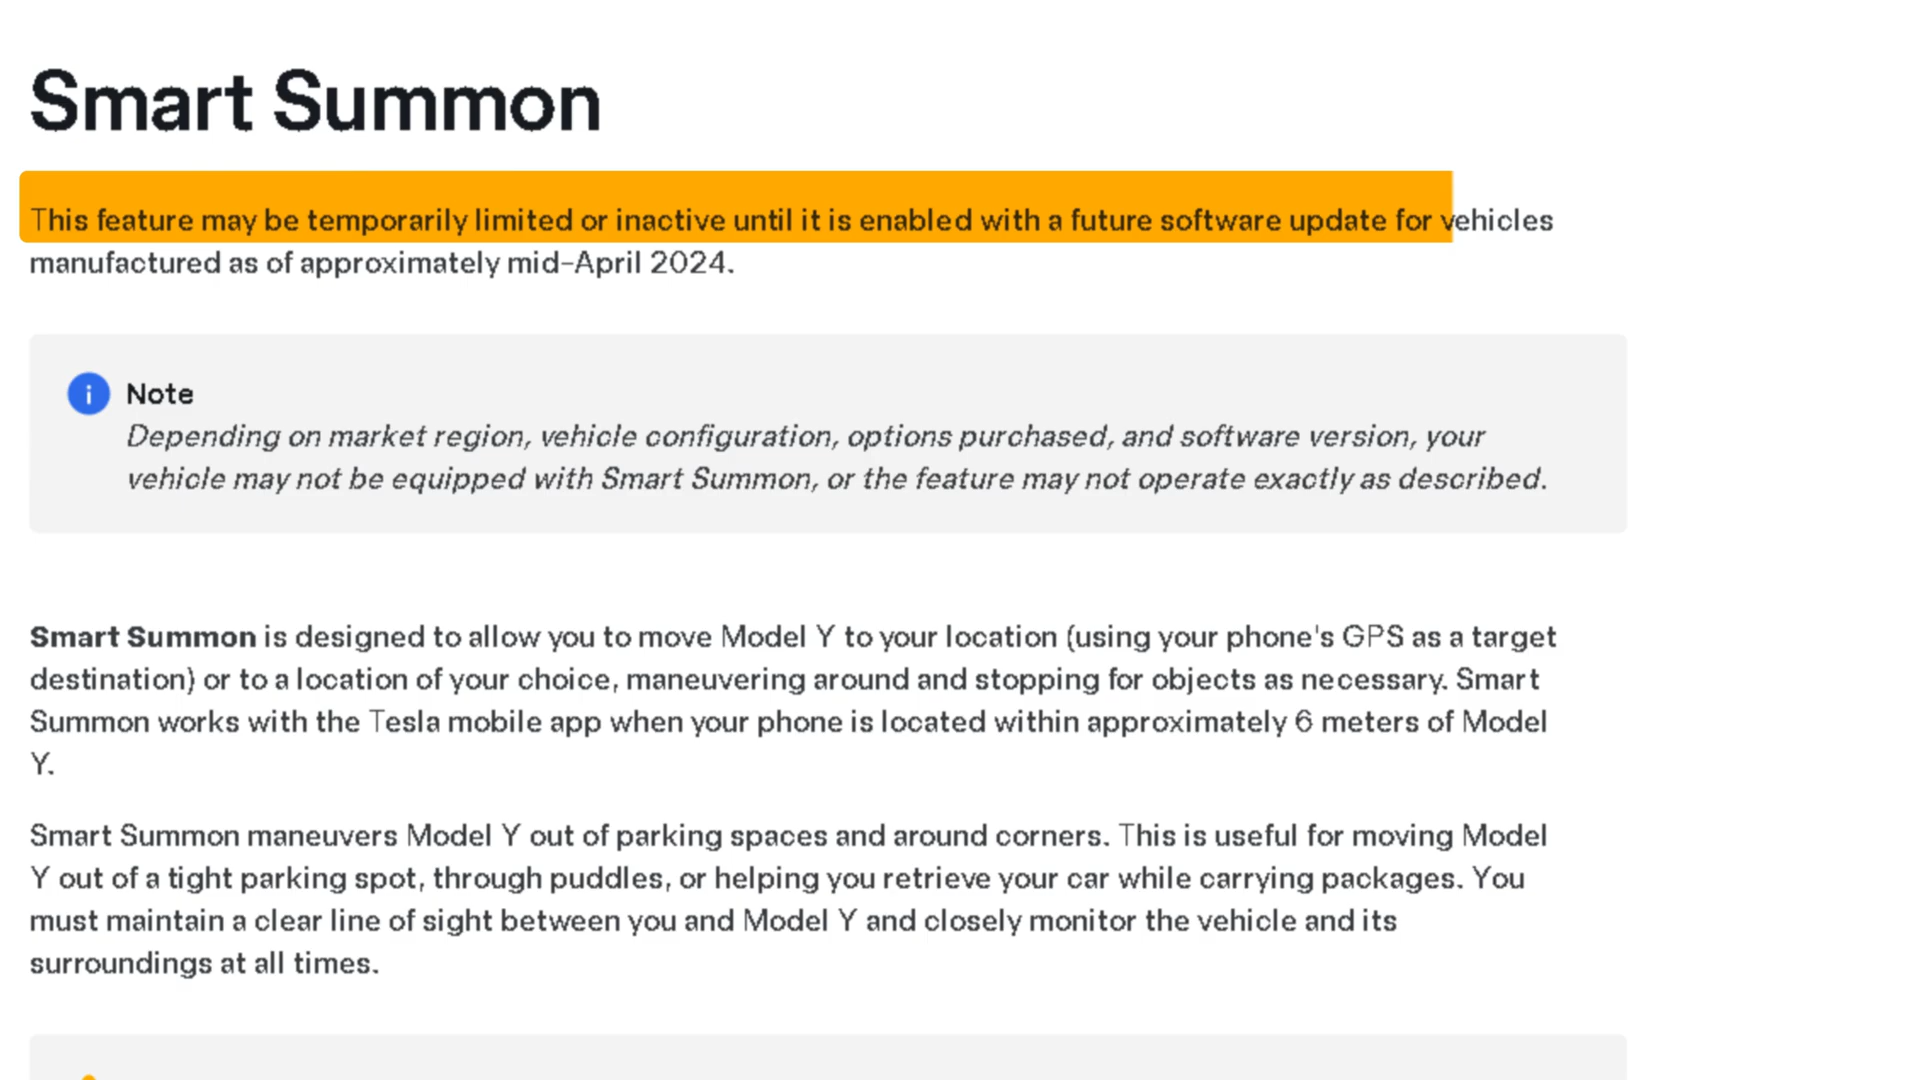 Smart Summon
This feature may be temporarily limited or inactive until it is enabled with a future software update for vehicles
manufactured as of approximately mid-April 2024.
Note
Depending on market region, vehicle configuration, options purchased, and software version, your
vehicle may not be equipped with Smart Summon, or the feature may not operate exactly as described.
Smart Summon is designed to allow you to move Model Y to your location (using your phone's GPS as a target
destination) or to a location of your choice, maneuvering around and stopping for objects as necessary. Smart
Summon works with the Tesla mobile app when your phone is located within approximately 6 meters of Model
Y.
Smart Summon maneuvers Model Y out of parking spaces and around corners. This is useful for moving Model
Y out of a tight parking spot, through puddles, or helping you retrieve your car while carrying packages. You
must maintain a clear line of sight between you and Model Y and closely monitor the vehicle and its
surroundings at all times.